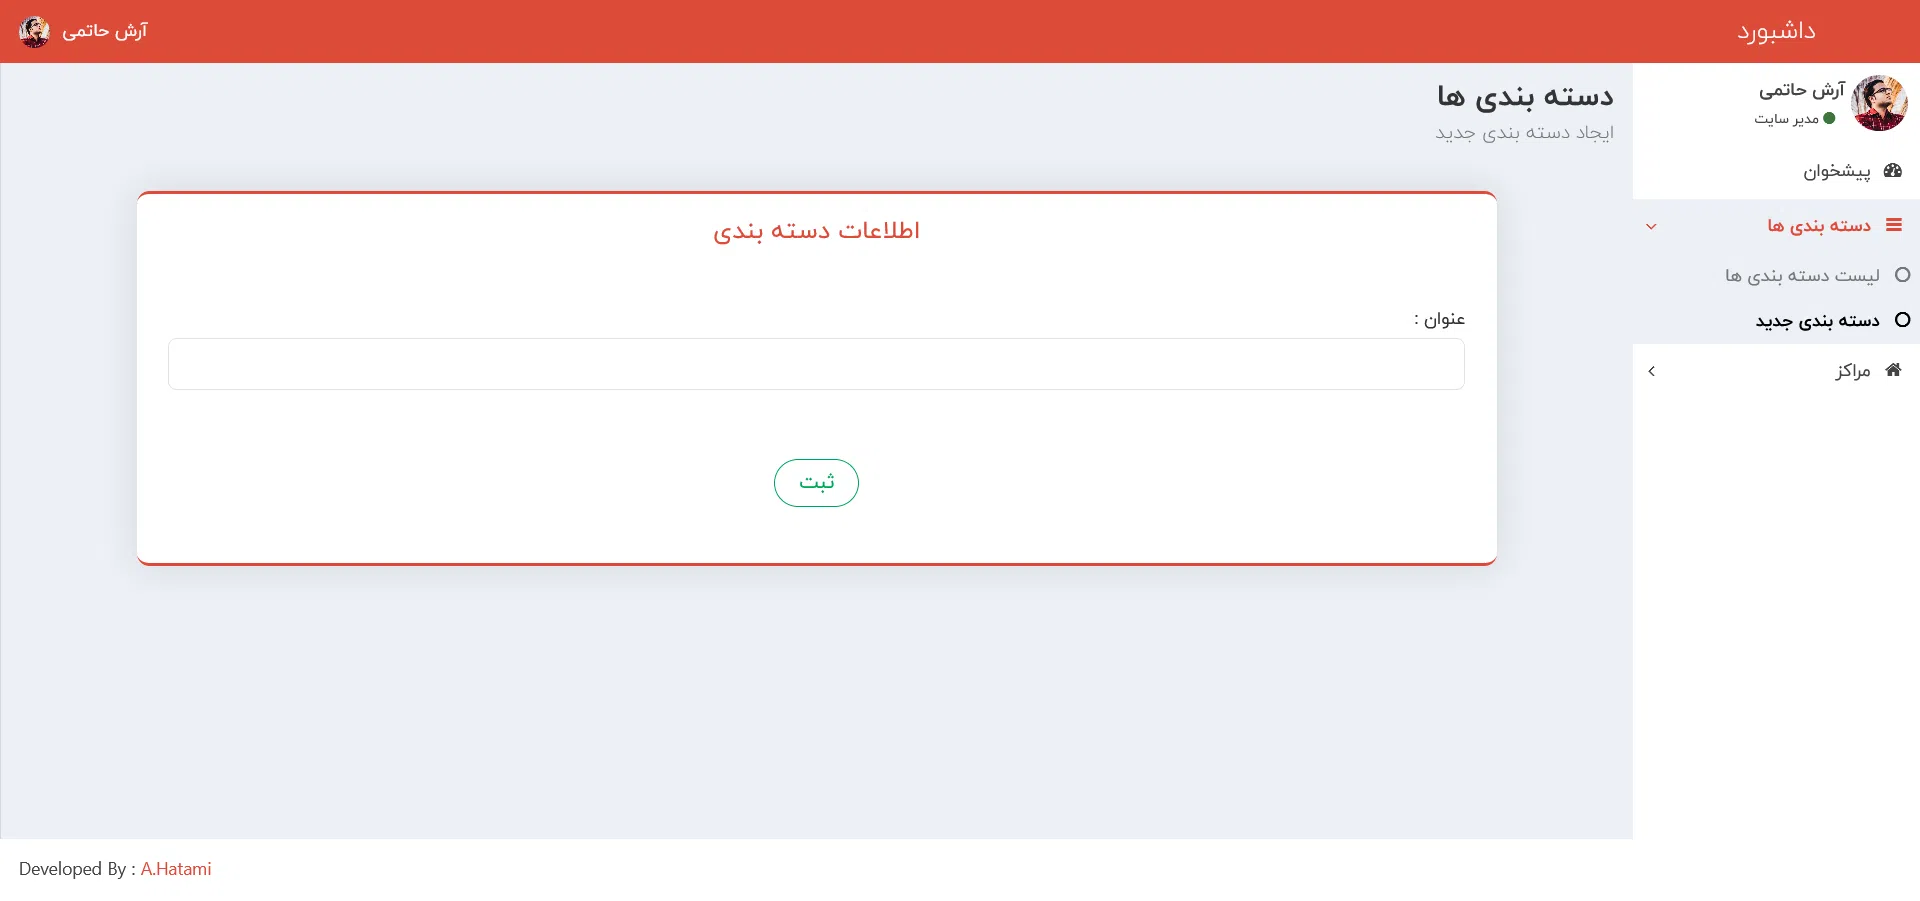 داشبورد
آرش حاتمی
آرش حاتمی
مدیر سایت
پیشخوان
دسته بندی ها
لیست دسته بندی ها
دسته بندی جدید
مراکز
دسته بندی ها
ایجاد دسته بندی جدید
اطلاعات دسته بندی
عنوان :
ثبت
Developed By : A.Hatami